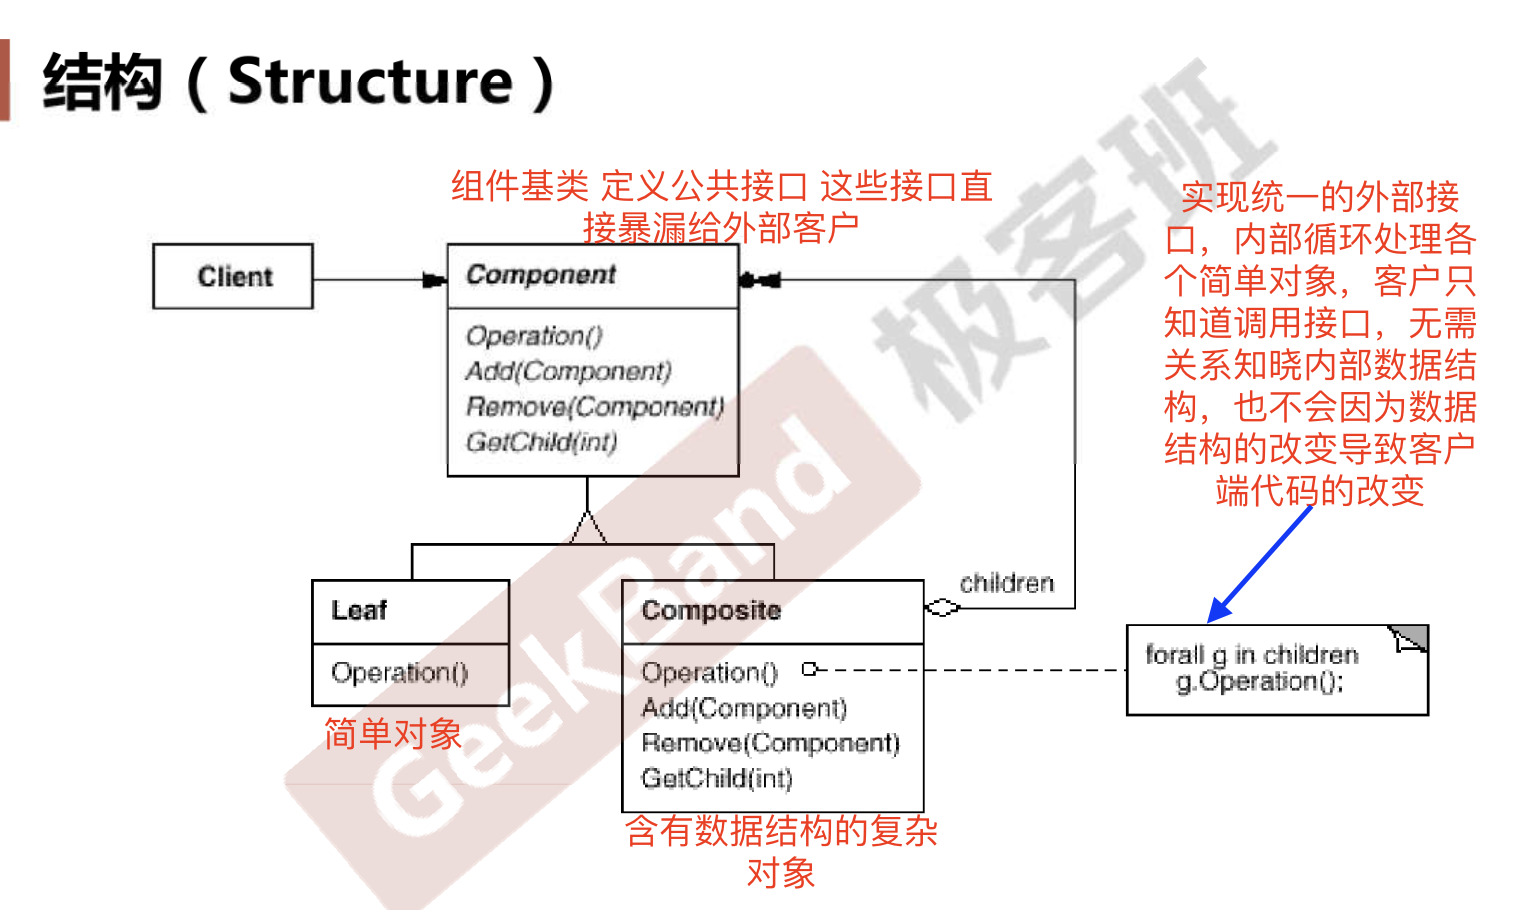 结构（Structure）
组件基类 定义公共接口 这些接口直
接暴漏给外部客户
实现统一的外部接
口，内部循环处理各
个简单对象，客户只
知道调用接口，无需
关系知晓内部数据结
构，也不会因为数据
结构的改变导致客户
端代码的改变
Client
Component
Operation()
Add(Component)
Remove(Component)
GetChild(int)
children
Leaf
Operation()
简单对象
Composite
Operation()
Add(Component)
Remove(Component)
GetChild(int)
含有数据结构的复杂
对象
forall g in children
g.Operation();
GeekBand
极客班